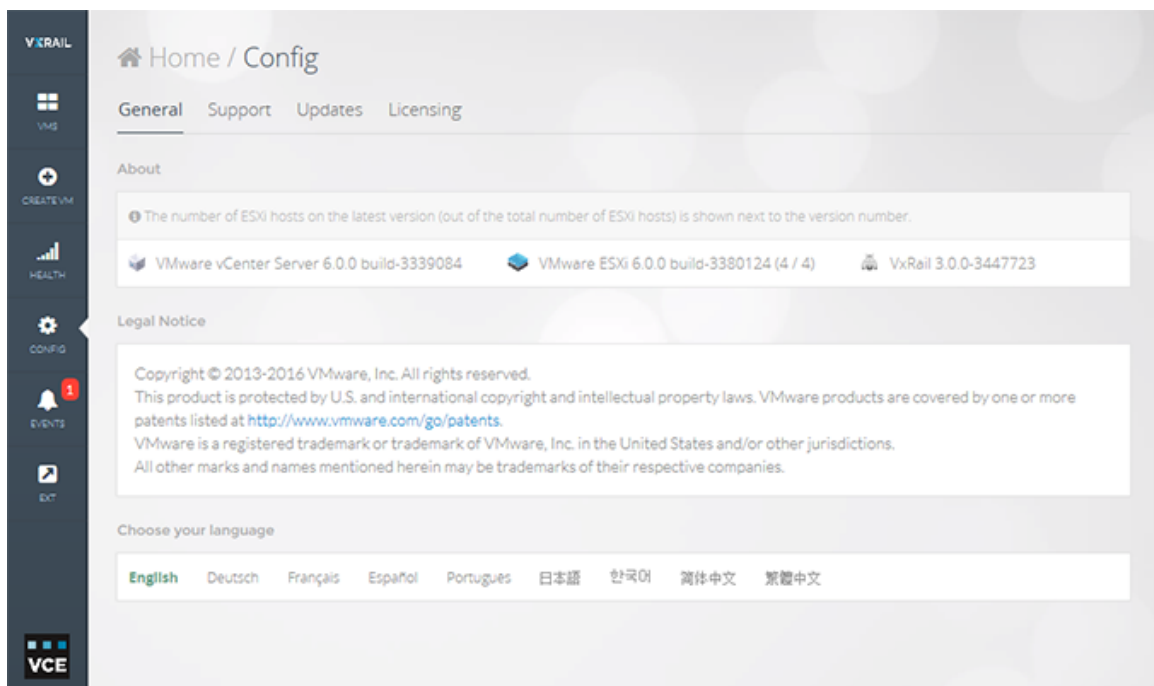 VXRAIL
Home / Config
General Support Updates Licensing
VMS
About
CREATE VM
The number of ESXi hosts on the latest version (out of the total number of ESXi hosts) is shown next to the version number.
VMware vCenter Server 6.0.0 build-3339084 VMware ESXi 6.0.0 build-3380124 (4 / 4) VxRail 3.0.0-3447723
HEALTH
Legal Notice
CONFIG
Copyright © 2013-2016 VMware, Inc. All rights reserved.
This product is protected by U.S. and international copyright and intellectual property laws. VMware products are covered by one or more
patents listed at http://www.vmware.com/go/patents.
VMware is a registered trademark or trademark of VMware, Inc. in the United States and/or other jurisdictions.
All other marks and names mentioned herein may be trademarks of their respective companies.
1
EVENTS
EXT
Choose your language
English Deutsch Français Español Portugues 日本語 한국어 简体中文 繁體中文
VCE